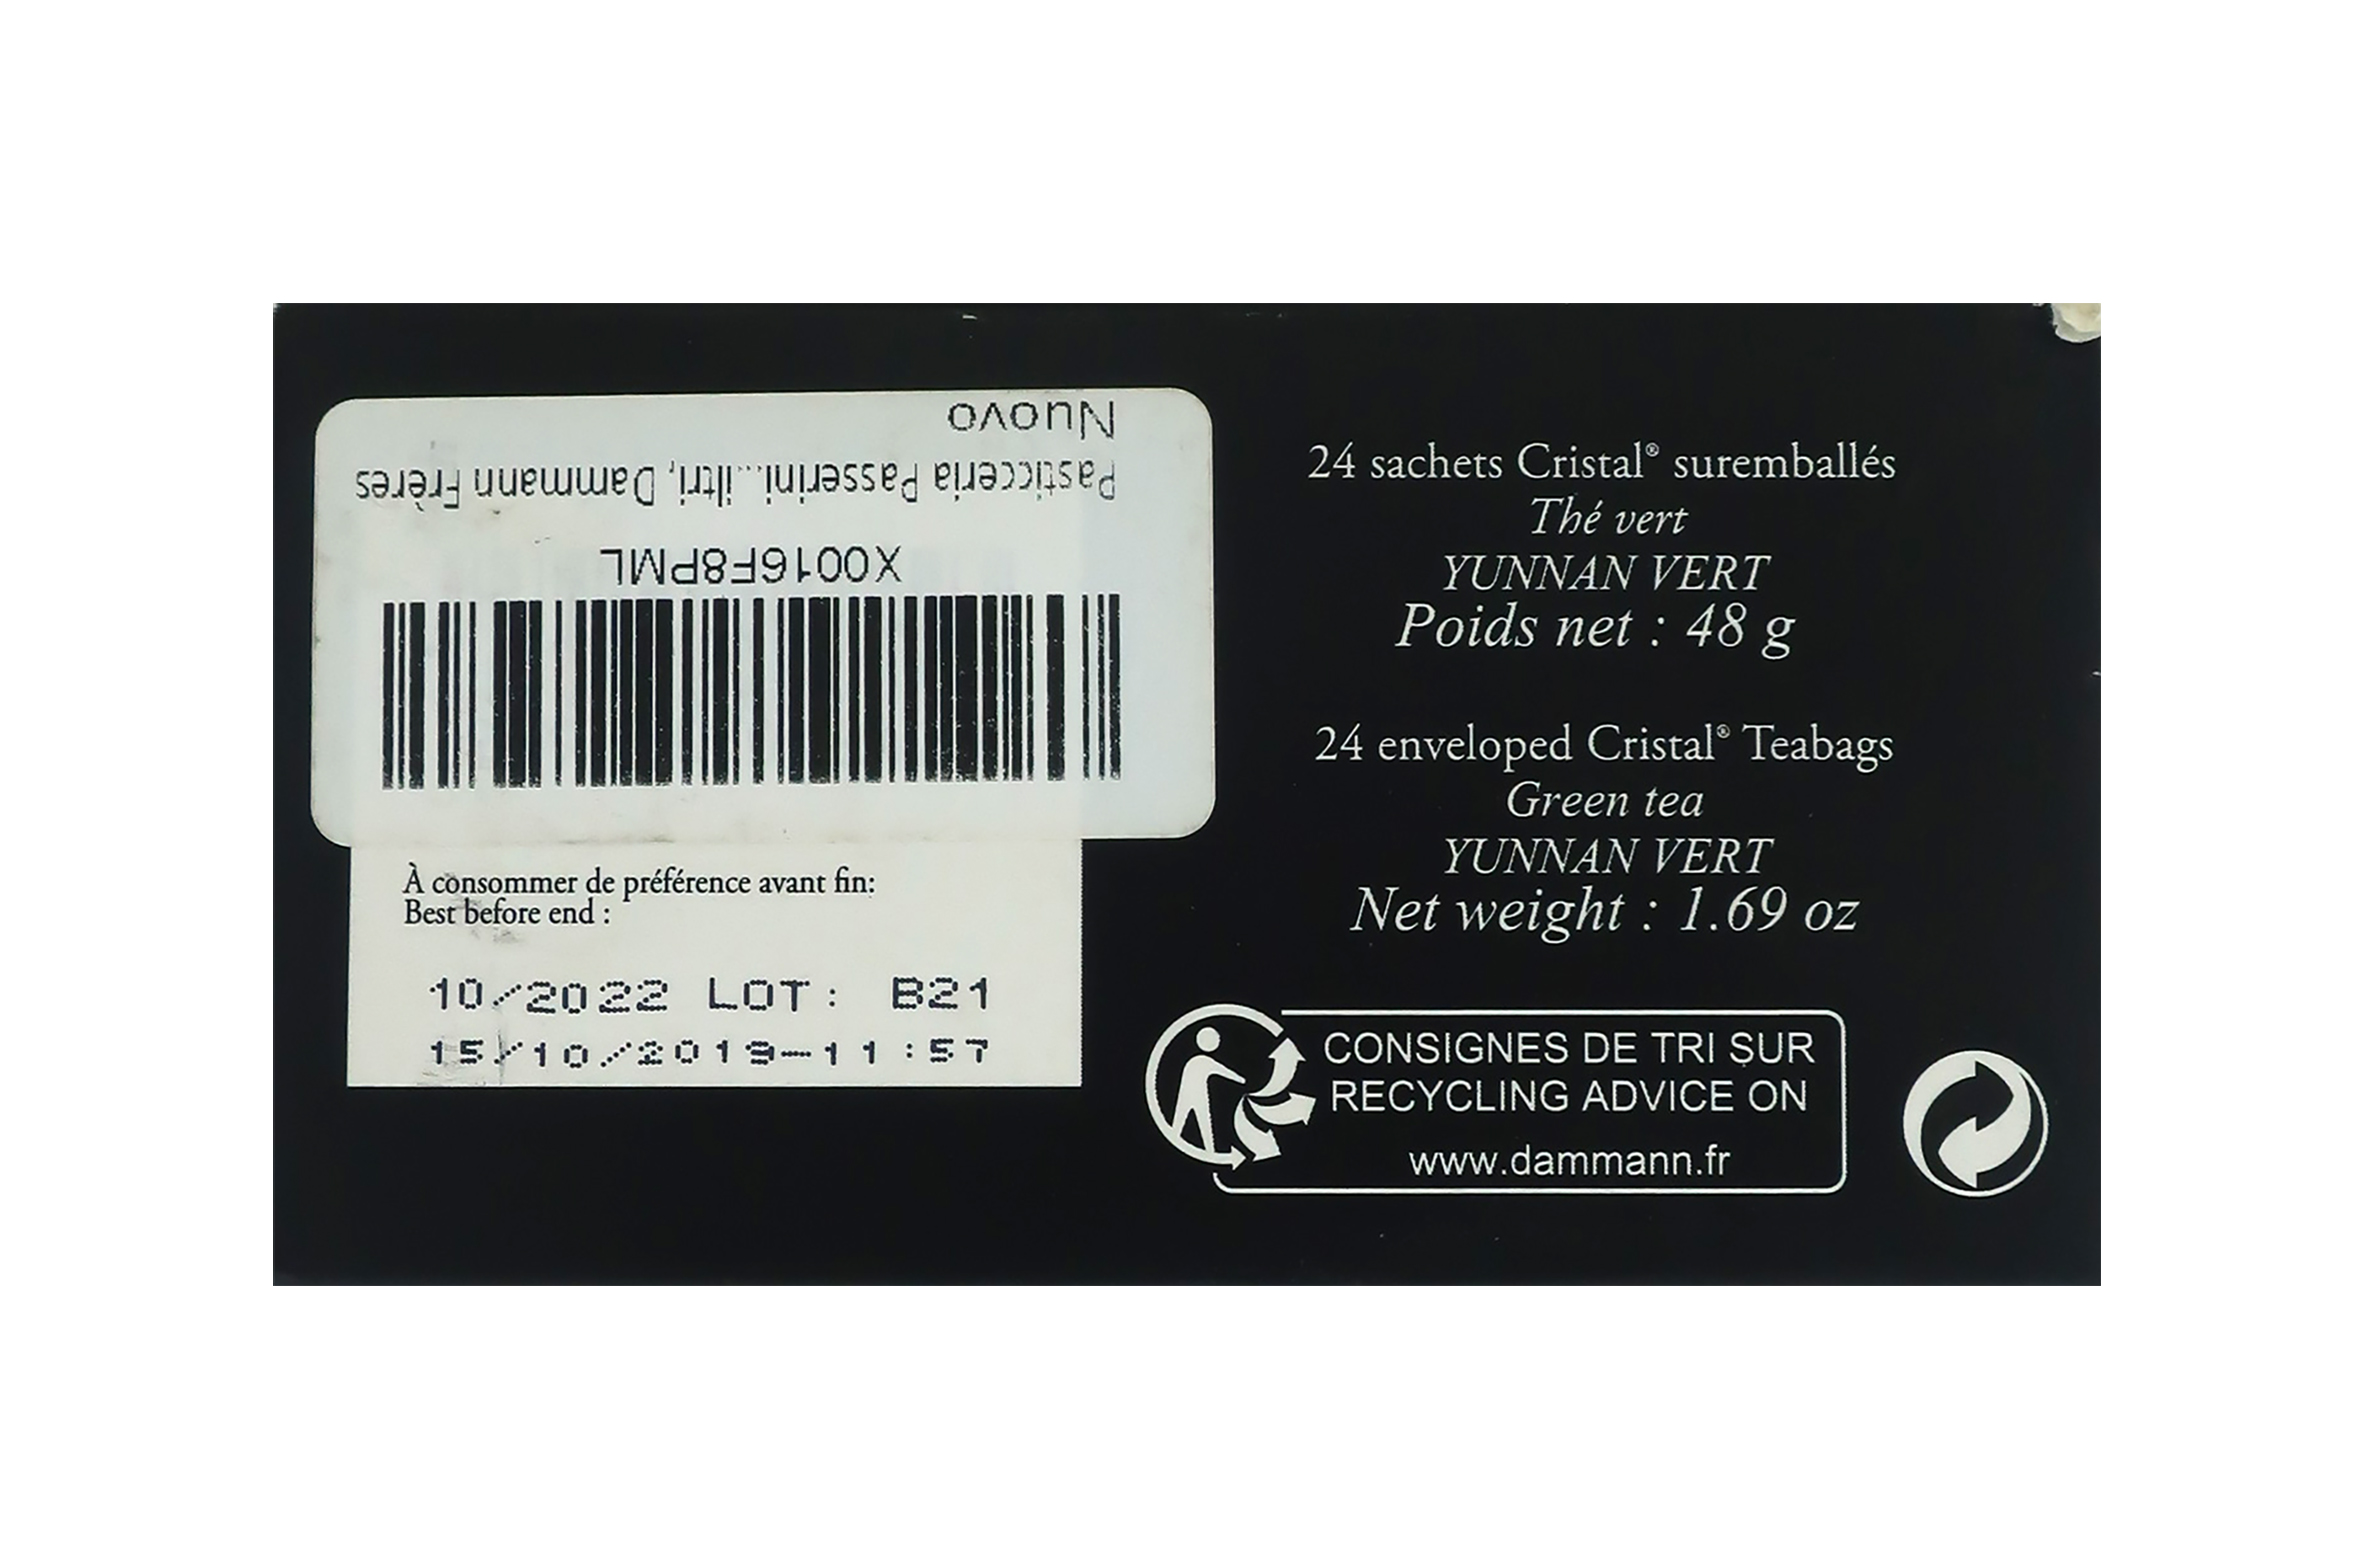 Nuovo
Pasticceria Passerini...iltri, Dammann Frères
X0016F8PML
À consommer de préférence avant fin:
Best before end :
10/2022 LOT: B21
15/10/2019-11:57
24 sachets Cristal® suremballés
Thé vert
YUNNAN VERT
Poids net : 48 g
24 enveloped Cristal® Teabags
Green tea
YUNNAN VERT
Net weight : 1.69 oz
CONSIGNES DE TRI SUR
RECYCLING ADVICE ON
www.dammann.fr